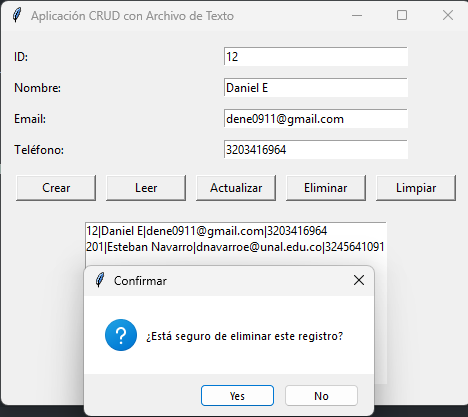 Aplicación CRUD con Archivo de Texto
ID: 12
Nombre: Daniel E
Email: dene0911@gmail.com
Teléfono: 3203416964
Crear Leer Actualizar Eliminar Limpiar
12|Daniel E|dene0911@gmail.com|3203416964
201|Esteban Navarro|dnavarroe@unal.edu.co|3245641091
Confirmar
¿Está seguro de eliminar este registro?
Yes No